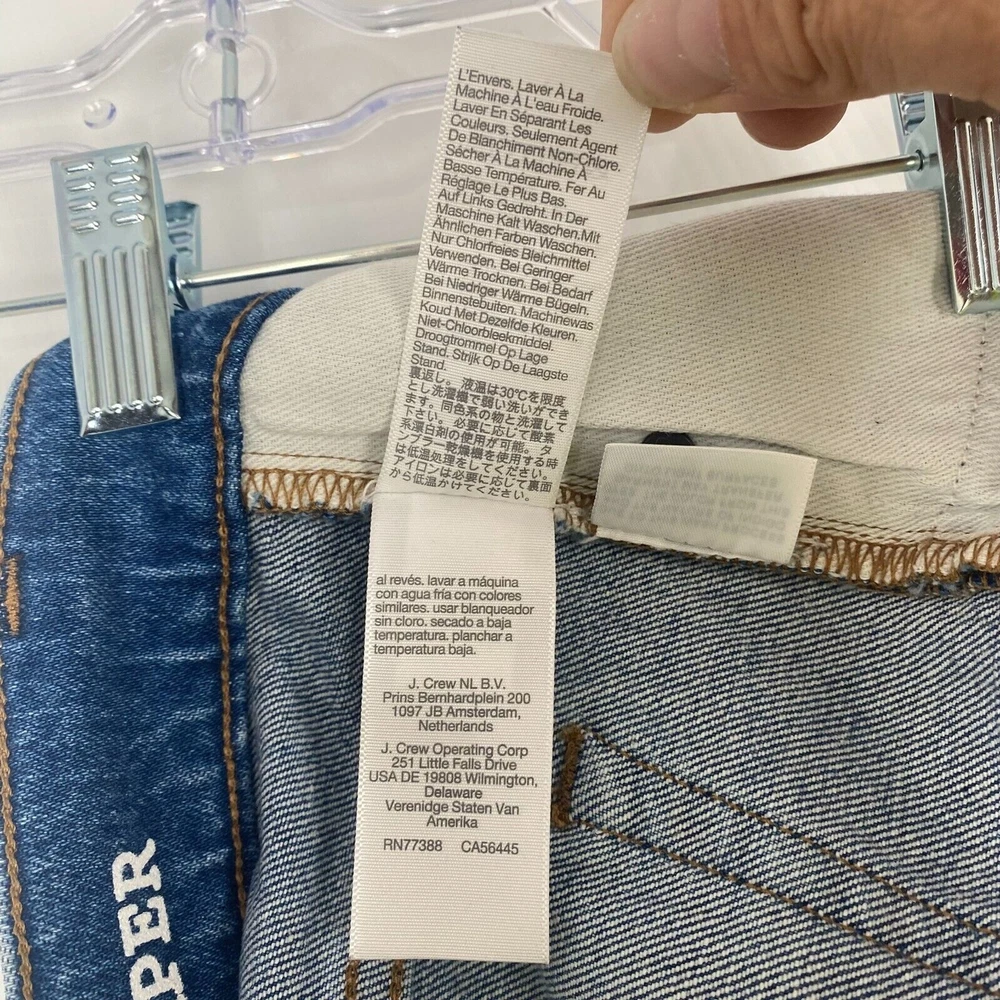 L'Envers. Laver À La
Machine À L'eau Froide.
Laver En Séparant Les
Couleurs. Seulement Agent
De Blanchiment Non-Chlore.
Sécher À La Machine À
Basse Température. Fer Au
Réglage Le Plus Bas.
Auf Links Gedreht. In Der
Maschine Kalt Waschen.Mit
Ähnlichen Farben Waschen.
Nur Chlorfreies Bleichmittel
Verwenden. Bei Geringer
Wärme Trocknen. Bei Bedarf
Bei Niedriger Wärme Bügeln.
Binnenstebuiten. Machinewas
Koud Met Dezelfde Kleuren.
Niet-Chloorbleekmiddel.
Droogtrommel Op Lage
Stand. Strijk Op De Laagste
Stand.
裏返し。 液温は30℃を限度
とし洗濯機で弱い洗いができ
ます。同色系の物と洗濯して
下さい。 必要に応じて酸素
系漂白剤の使用が可能。 タ
ンブラー乾燥機を使用する時
は低温処理をしてください。
アイロンは必要に応じて裏面
から低温かけてください。
al revés. lavar a máquina
con agua fría con colores
similares. usar blanqueador
sin cloro. secado a baja
temperatura. planchar a
temperatura baja.
J. Crew NL B.V.
Prins Bernhardplein 200
1097 JB Amsterdam,
Netherlands
J. Crew Operating Corp
251 Little Falls Drive
USA DE 19808 Wilmington,
Delaware
Verenidge Staten Van
Amerika
RN77388 CA56445
PER